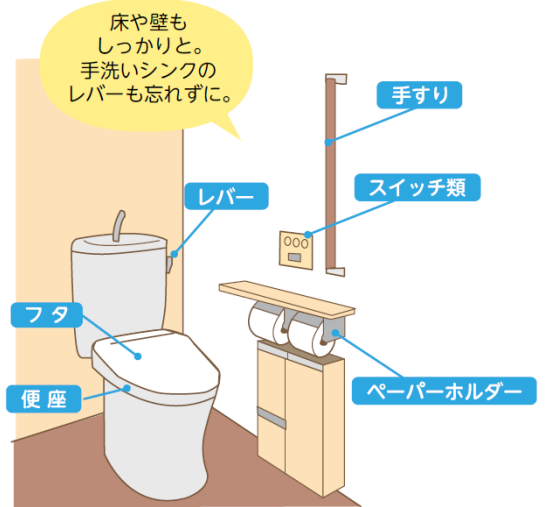 床や壁も
しっかりと。
手洗いシンクの
レバーも忘れずに。
手すり
レバー
スイッチ類
フタ
便座
ペーパーホルダー